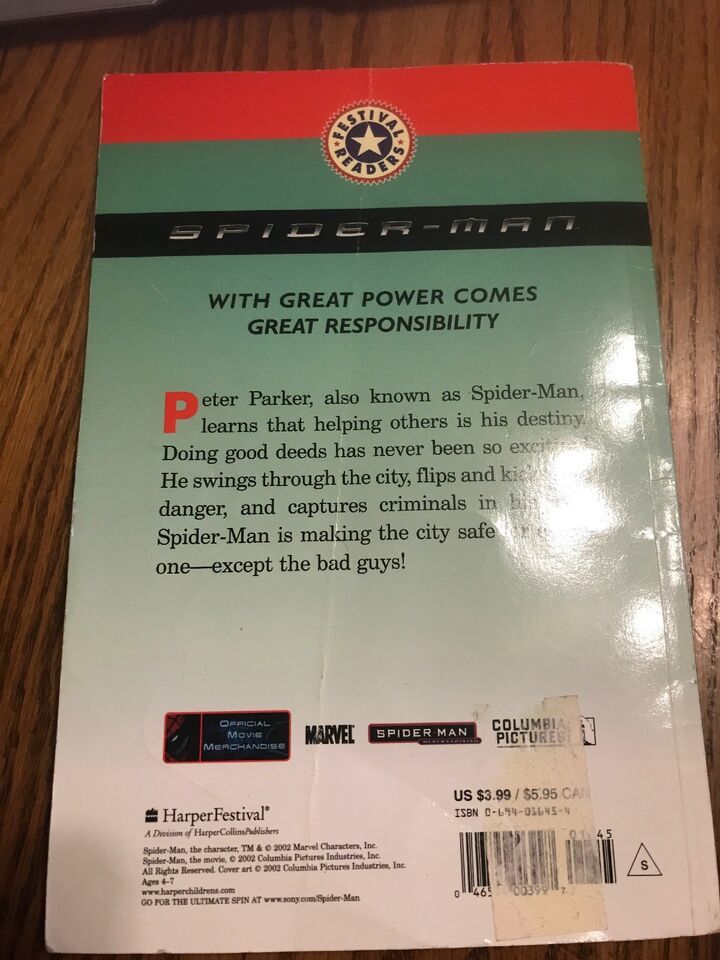 FESTIVAL
READERS
SPIDER-MAN
WITH GREAT POWER COMES
GREAT RESPONSIBILITY
Peter Parker, also known as Spider-Man,
learns that helping others is his destiny.
Doing good deeds has never been so
He swings through the city, flips and
danger, and captures criminals in
Spider-Man is making the city safe
one—except the bad guys!
OFFICIAL
MOVIE
MERCHANDISE
MARVEL
SPIDER-MAN
MERCHANDISING
COLUMBIA
PICTURES
US $3.99 / $5.95 CAN
ISBN 0-694-01645-4
HarperFestival®
A Division of HarperCollinsPublishers
Spider-Man, the character, TM & © 2002 Marvel Characters, Inc.
Spider-Man, the movie, © 2002 Columbia Pictures Industries, Inc.
All Rights Reserved. Cover art © 2002 Columbia Pictures Industries, Inc.
Ages 4–7
www.harperchildrens.com
GO FOR THE ULTIMATE SPIN AT www.sony.com/Spider-Man
S